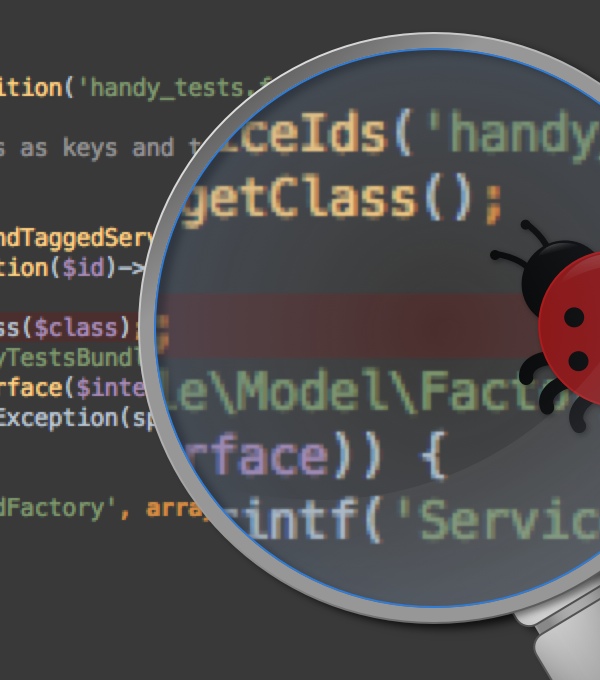 ition('handy_tests.
s as keys and t
ndTaggedServ
tion($id)->
ss($class);
yTestsBundl
rface($inte
Exception(sp
dFactory', arra
ceIds('handy
getClass();
;
le\Model\Facto
rface)) {
rintf('Servic